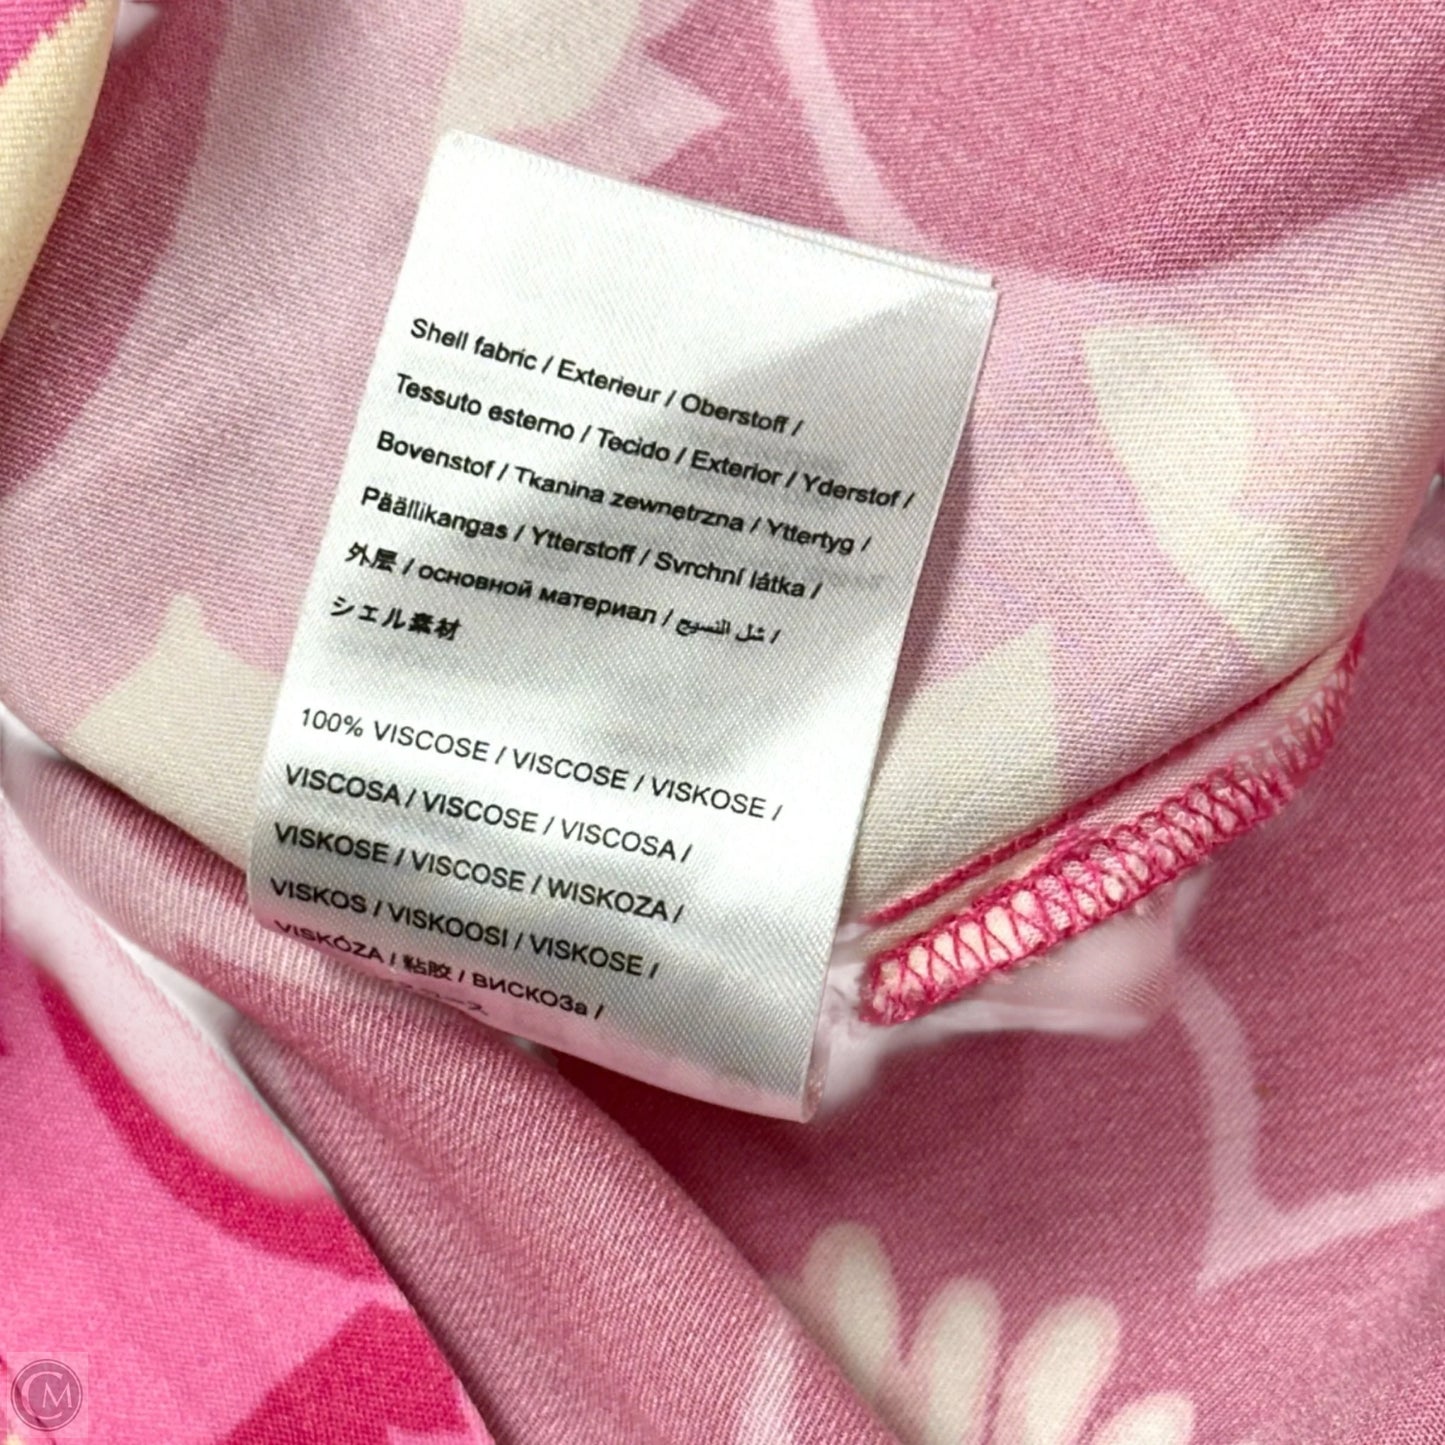 Shell fabric / Exterieur / Oberstoff /
Tessuto esterno / Tecido / Exterior / Yderstof /
Bovenstof / Tkanina zewnętrzna / Yttertyg /
Päällikangas / Ytterstoff / Svrchní látka /
外层 / основной материал / شل النسيج /
シェル素材
100% VISCOSE / VISCOSE / VISKOSE /
VISCOSA / VISCOSE / VISCOSA /
VISKOSE / VISCOSE / WISKOZA /
VISKOS / VISKOOSI / VISKOSE /
VISKÓZA / 粘胶 / ВИСКОЗа /
CM